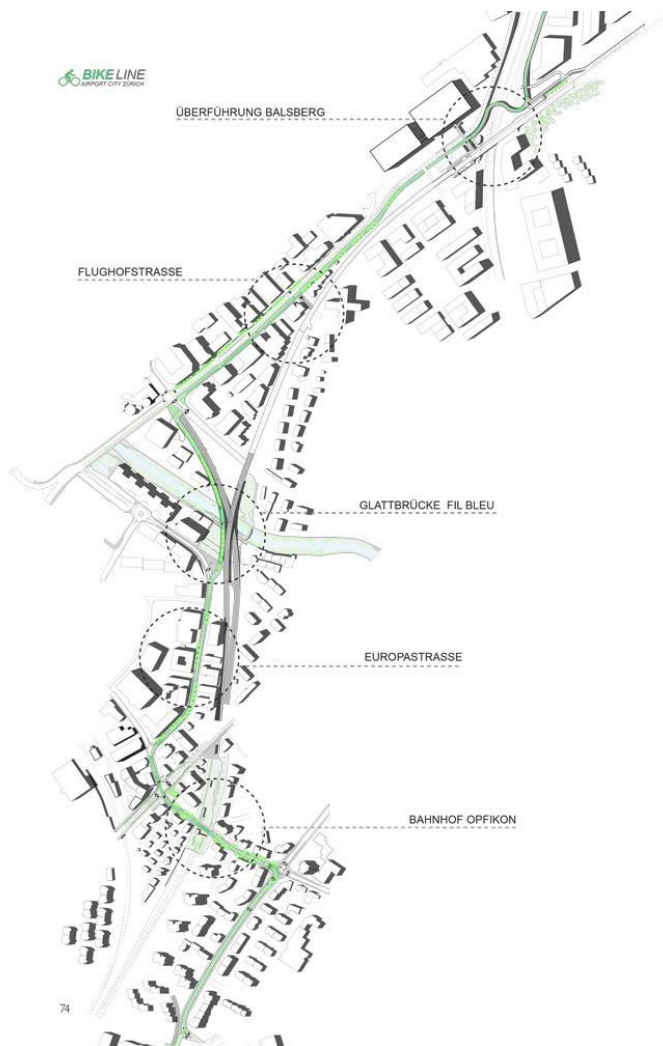 BIKE LINE
AIRPORT CITY ZÜRICH
ÜBERFÜHRUNG BALSBERG
FLUGHOFSTRASSE
GLATTBRÜCKE FIL BLEU
EUROPASTRASSE
BAHNHOF OPFIKON
74